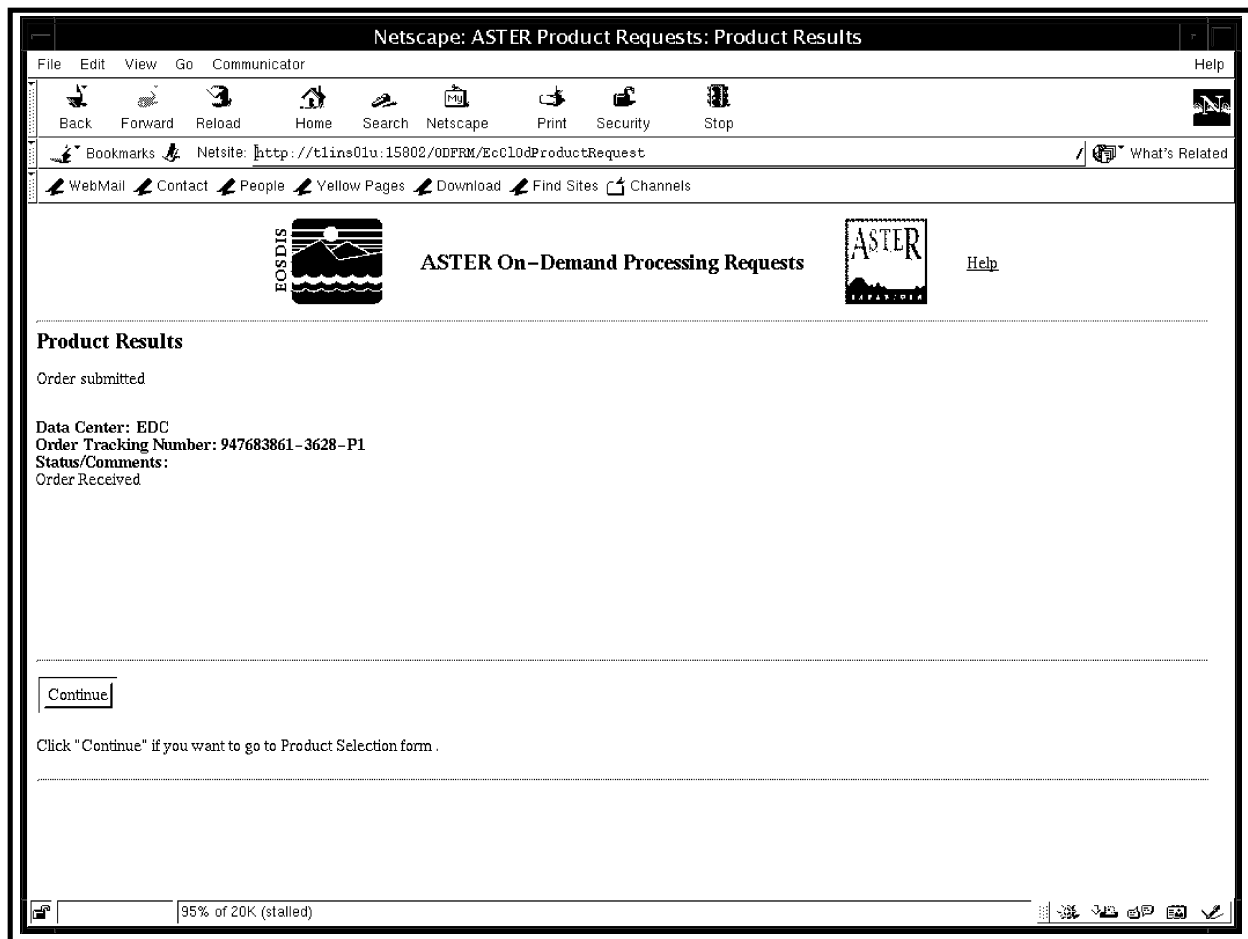 Netscape: ASTER Product Requests: Product Results
File Edit View Go Communicator Help
Back Forward Reload Home Search Netscape Print Security Stop
My
N
Bookmarks Netsite: http://tlins01u:15802/ODFRM/EcClOdProductRequest What's Related
WebMail Contact People Yellow Pages Download Find Sites Channels
EOSDIS
ASTER On-Demand Processing Requests
ASTER
Help
Product Results
Order submitted
Data Center: EDC
Order Tracking Number: 947683861-3628-P1
Status/Comments:
Order Received
Continue
Click "Continue" if you want to go to Product Selection form .
95% of 20K (stalled)